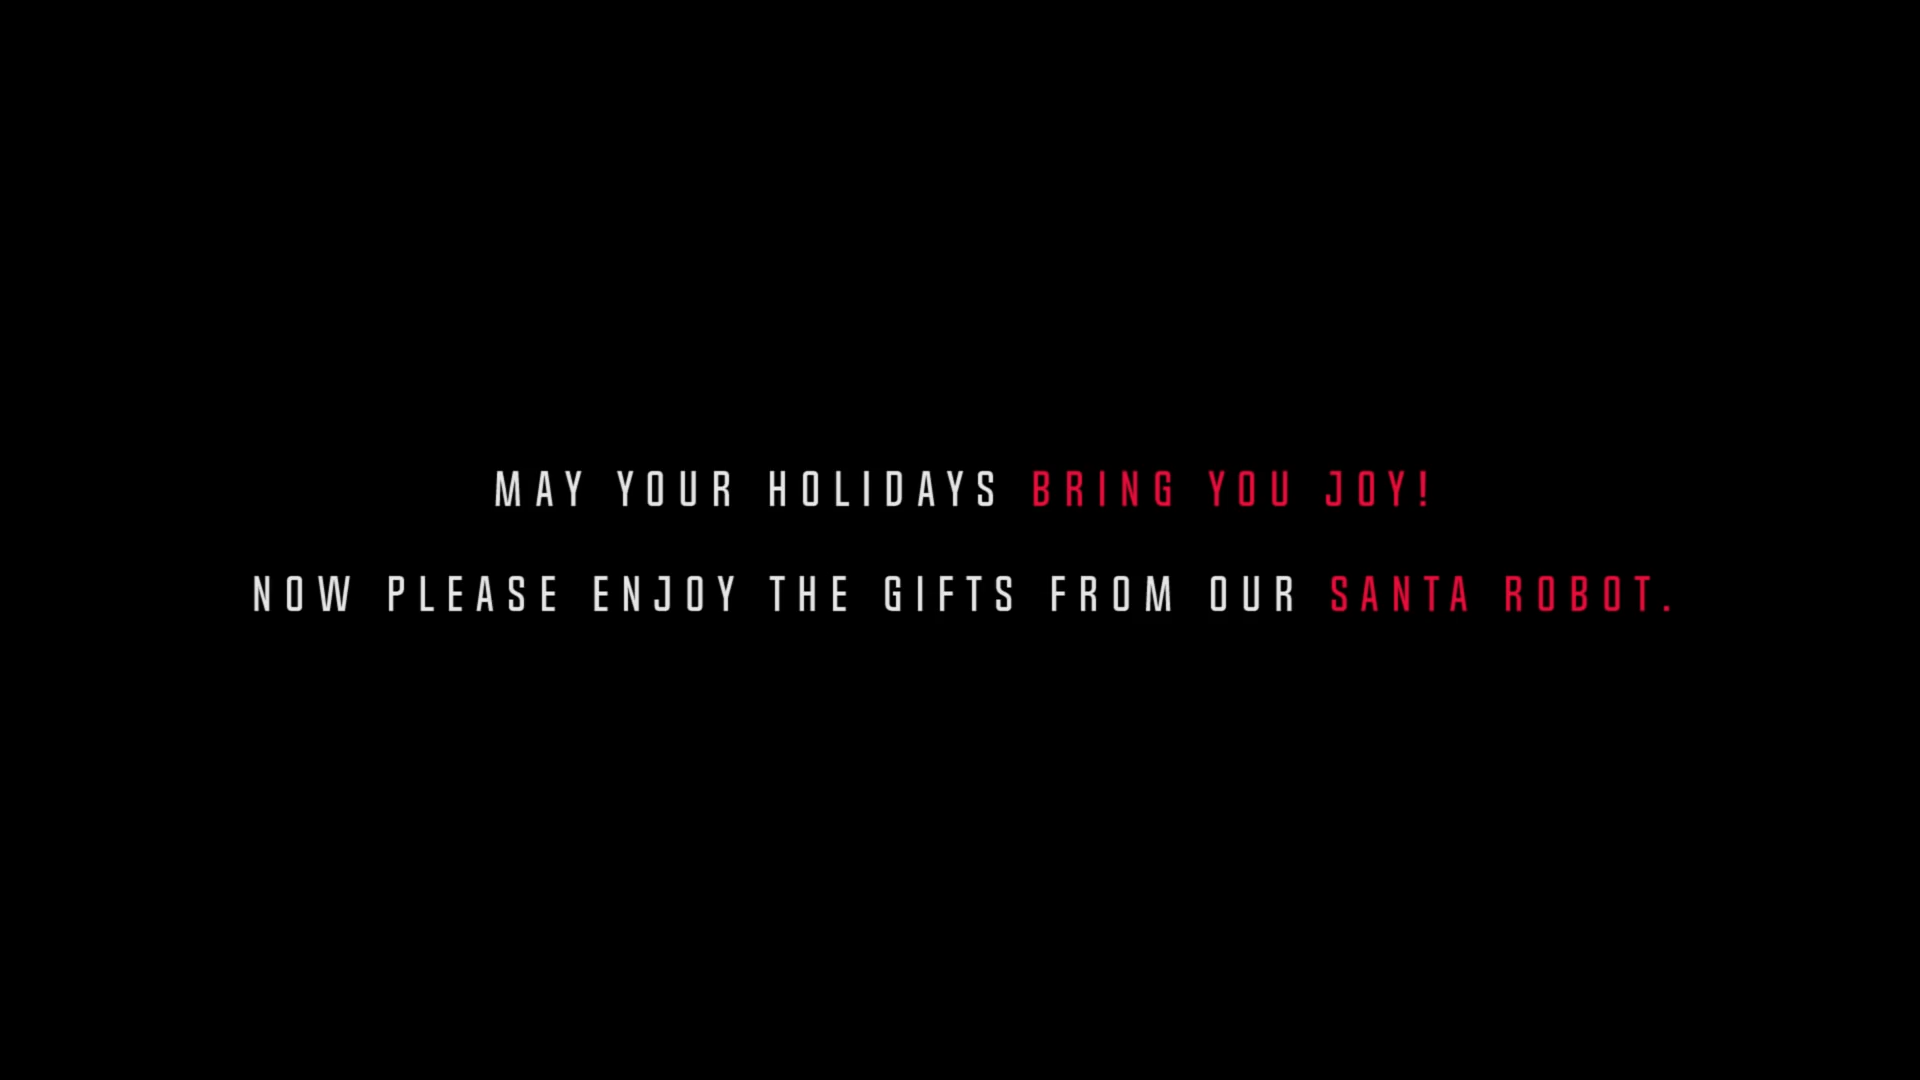 MAY YOUR HOLIDAYS BRING YOU JOY!
NOW PLEASE ENJOY THE GIFTS FROM OUR SANTA ROBOT.